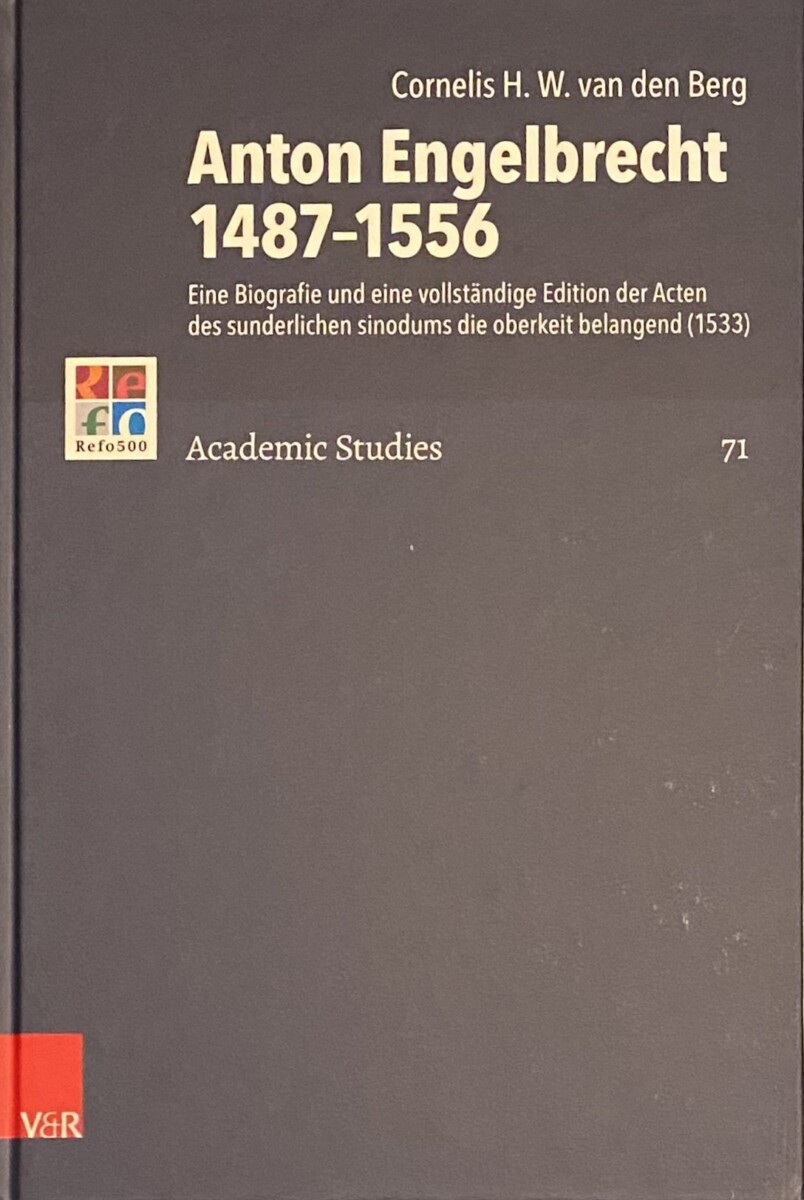 Cornelis H. W. van den Berg
Anton Engelbrecht
1487–1556
Eine Biografie und eine vollständige Edition der Acten
des sunderlichen sinodums die oberkeit belangend (1533)
Refo
Refo500
Academic Studies 71
V&R